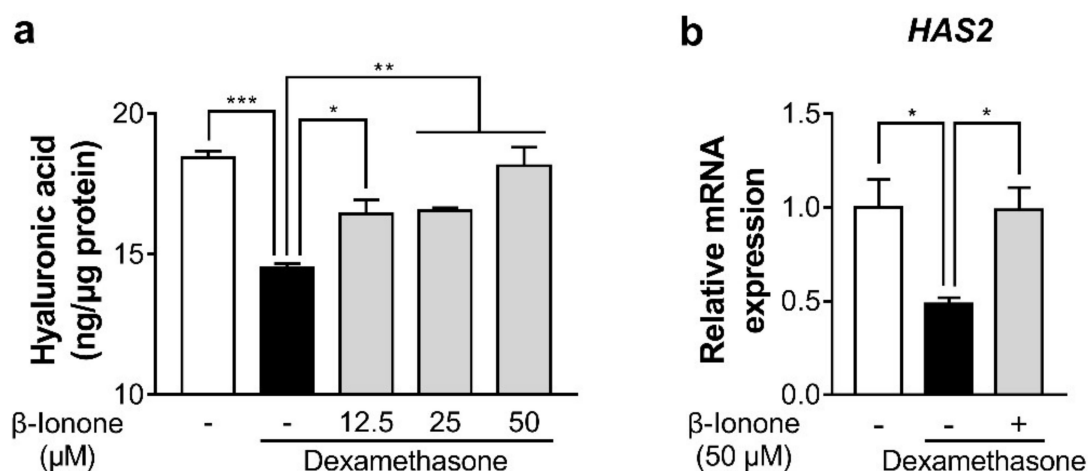 a
Hyaluronic acid
(ng/µg protein)
20
15
10
***
*
**
β-Ionone
(µM)
- - 12.5 25 50
Dexamethasone
b
HAS2
Relative mRNA
expression
1.5
1.0
0.5
0.0
* *
β-Ionone
(50 µM)
- - +
Dexamethasone